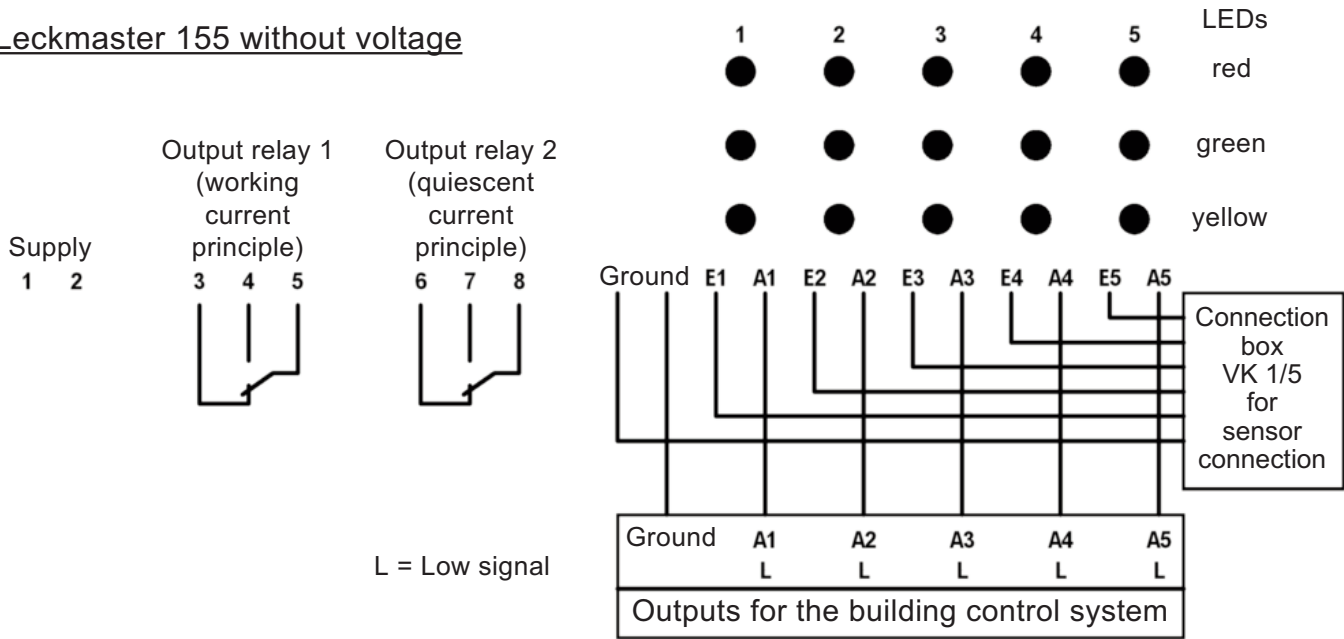 Leckmaster 155 without voltage
LEDs
1 2 3 4 5
red
green
yellow
Output relay 1
(working
current
principle)
Output relay 2
(quiescent
current
principle)
Supply
1 2
3 4 5
6 7 8
Ground E1 A1 E2 A2 E3 A3 E4 A4 E5 A5
Connection
box
VK 1/5
for
sensor
connection
Ground A1 A2 A3 A4 A5
L = Low signal
L L L L L
Outputs for the building control system